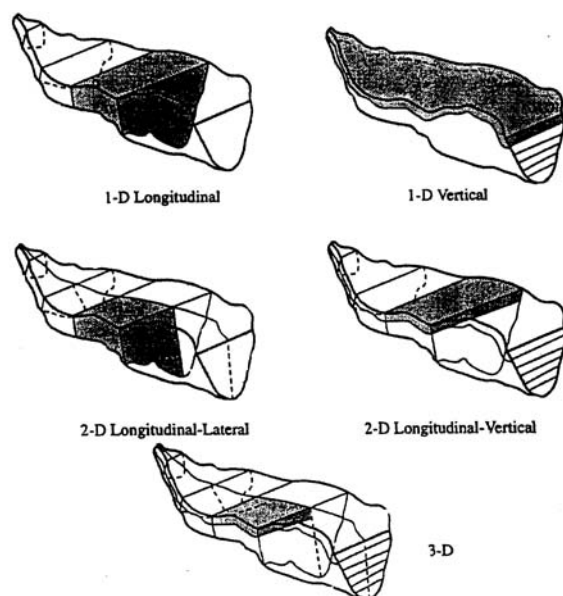 1-D Longitudinal
1-D Vertical
2-D Longitudinal-Lateral
2-D Longitudinal-Vertical
3-D